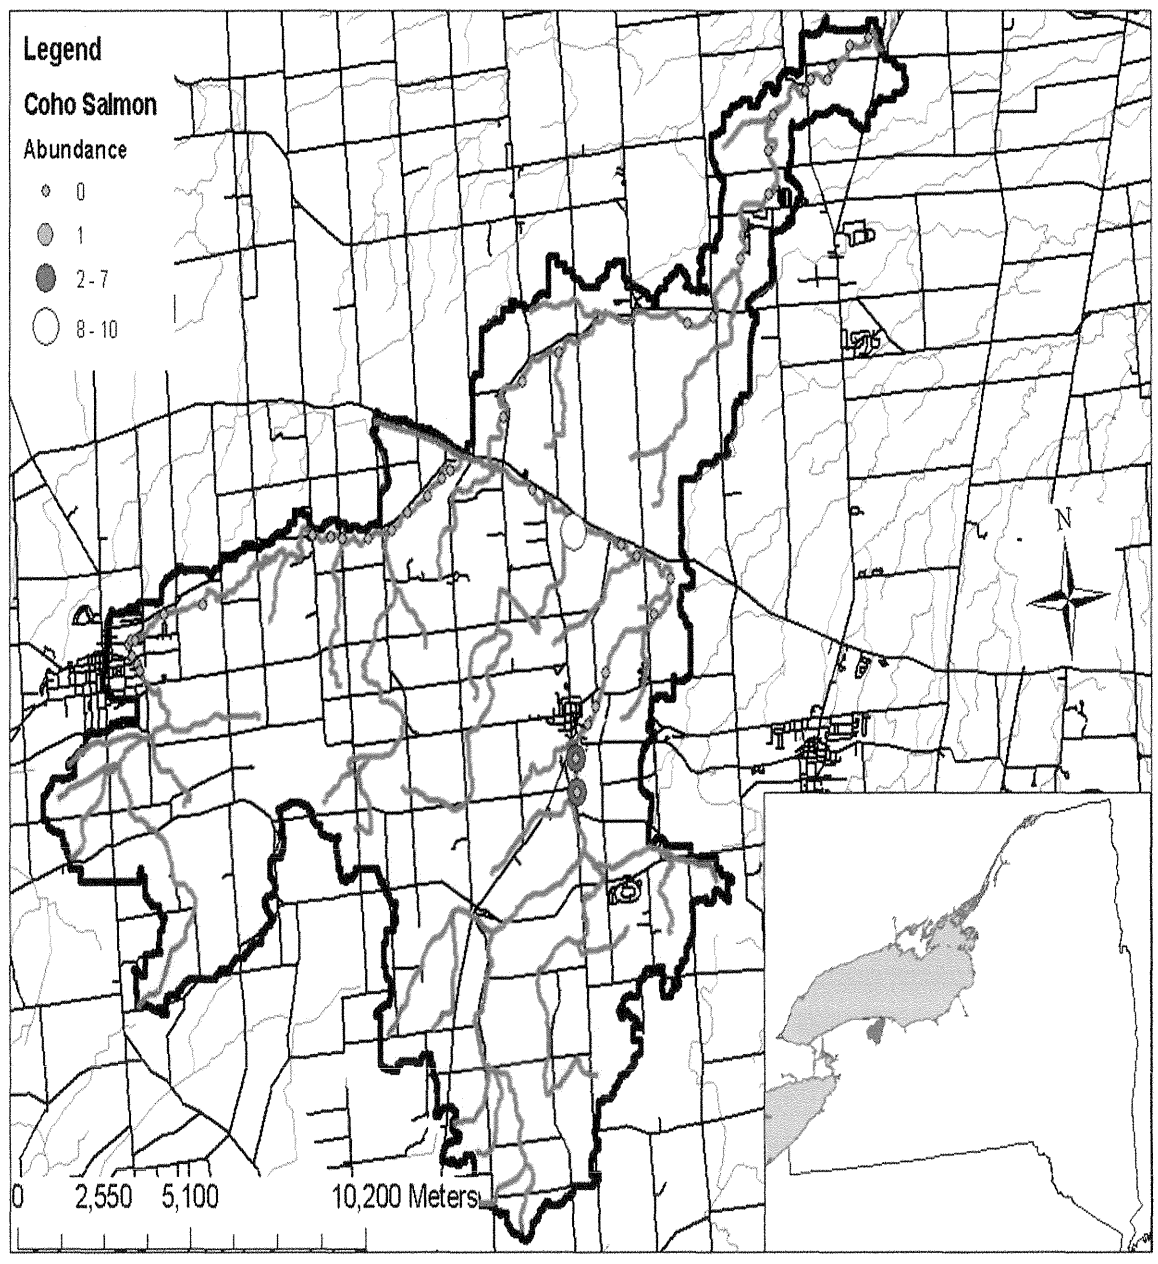 Legend
Coho Salmon
Abundance
0
1
2 - 7
8 - 10
N
0 2,550 5,100 10,200 Meters